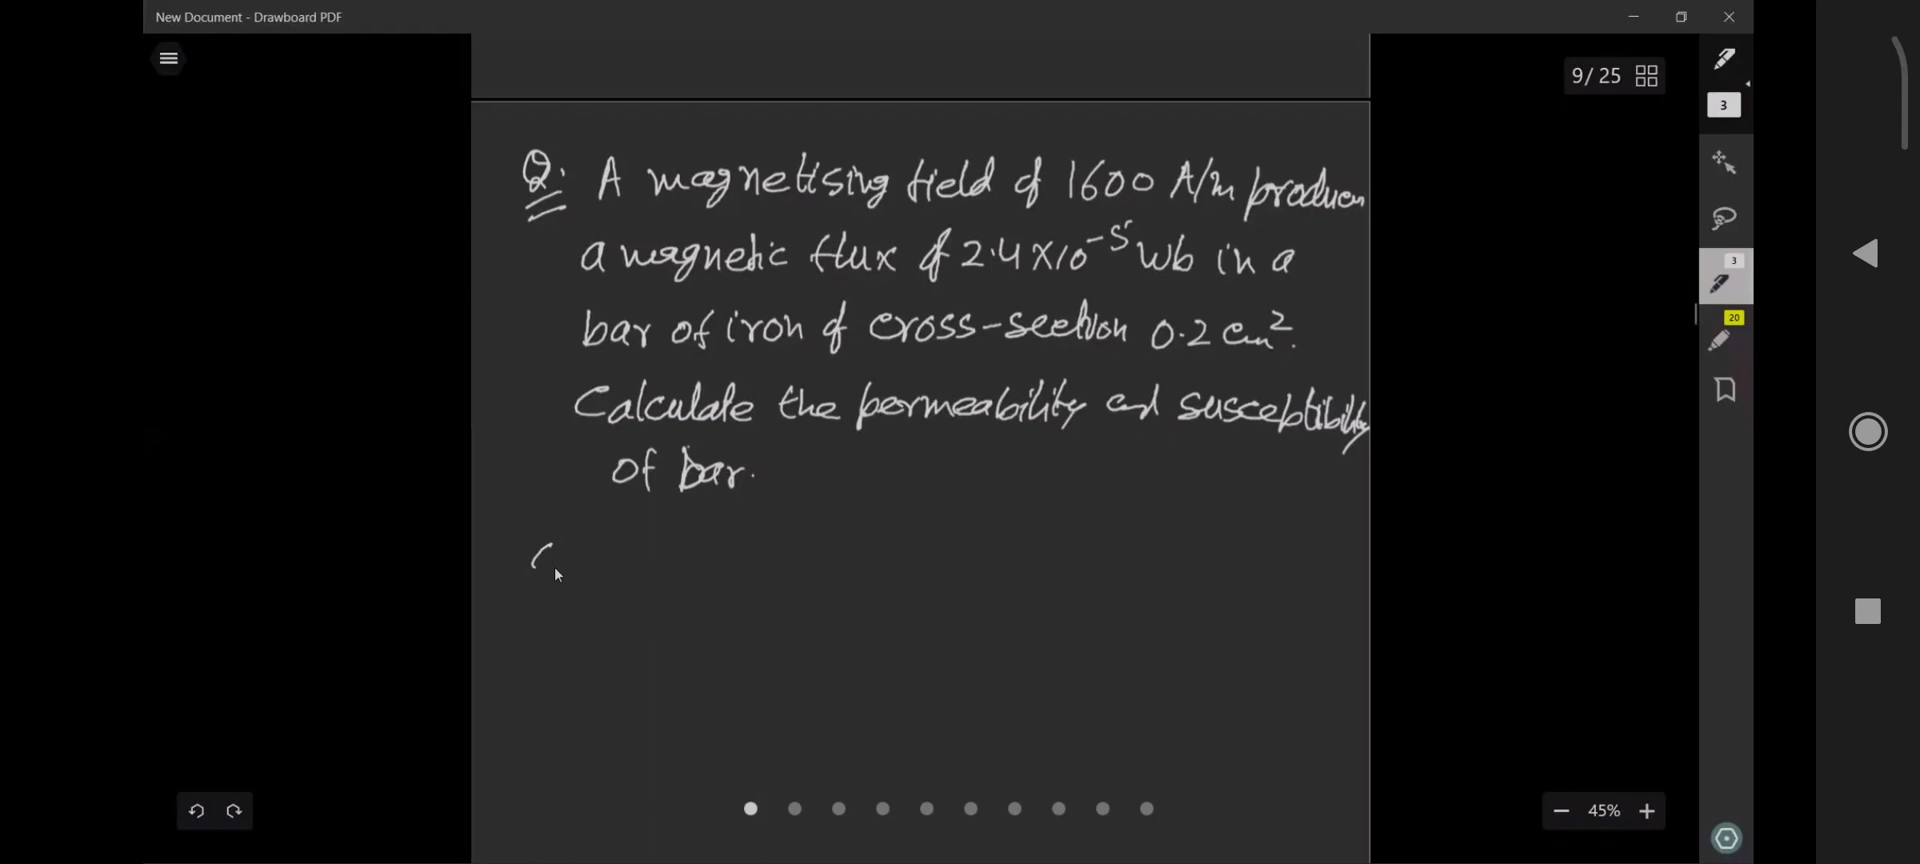 New Document - Drawboard PDF
9/ 25
3
Q. A magnetising field of 1600 A/m produces
a magnetic flux of 2.4 X10⁻⁵ Wb in a
3
bar of iron of cross-section 0.2 cm².
20
Calculate the permeability and susceptibility
of bar.
45%